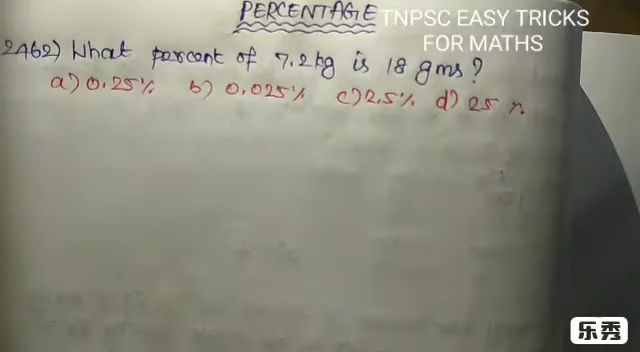 PERCENTAGE
TNPSC EASY TRICKS
FOR MATHS
2462) What percent of 7.2kg is 18 gms?
a) 0.25% b) 0.025% c) 2.5% d) 25 %
乐秀